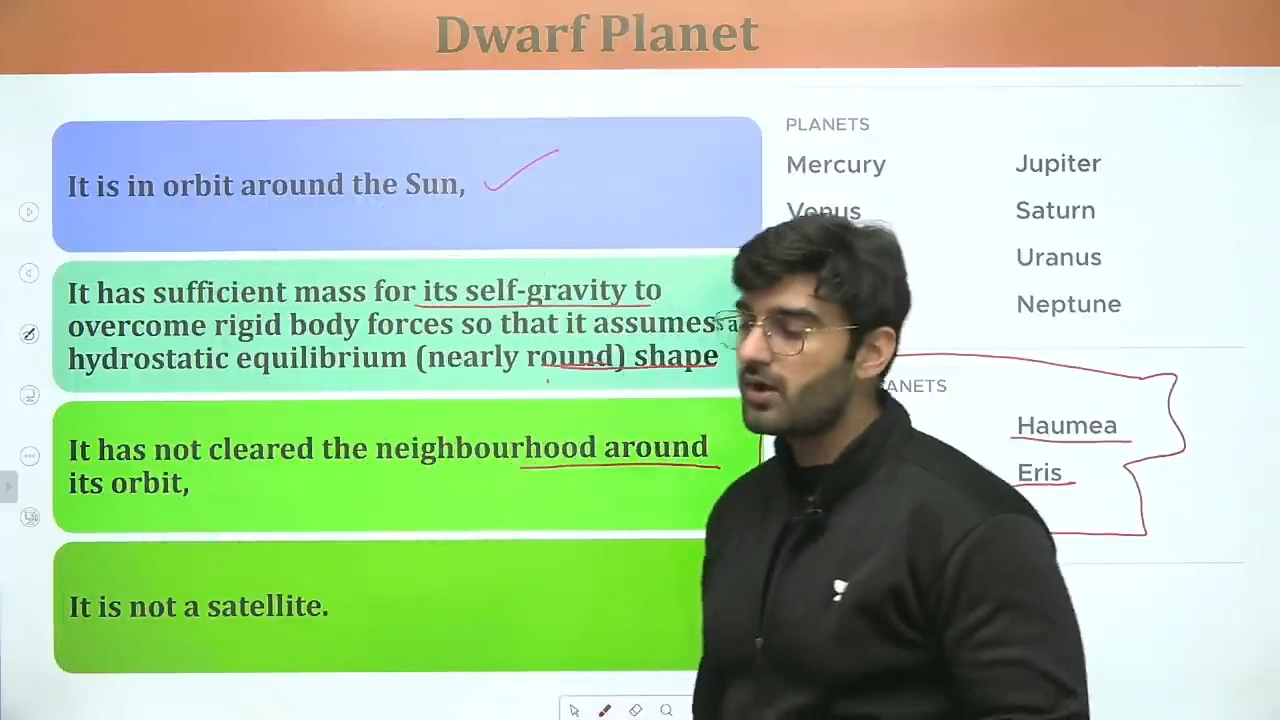 Dwarf Planet
It is in orbit around the Sun,
It has sufficient mass for its self-gravity to
overcome rigid body forces so that it assumes a
hydrostatic equilibrium (nearly round) shape
It has not cleared the neighbourhood around
its orbit,
It is not a satellite.
PLANETS
Mercury
Venus
Jupiter
Saturn
Uranus
Neptune
ANETS
Haumea
Eris